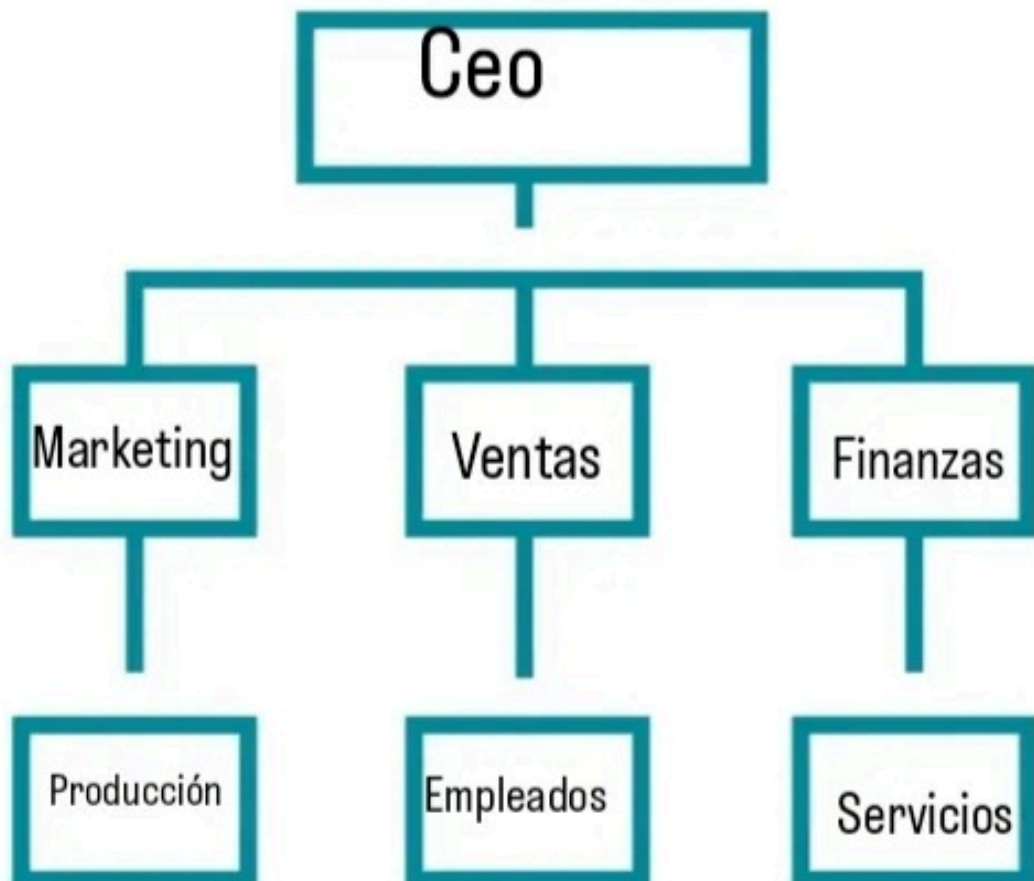 Ceo
Marketing
Ventas
Finanzas
Producción
Empleados
Servicios